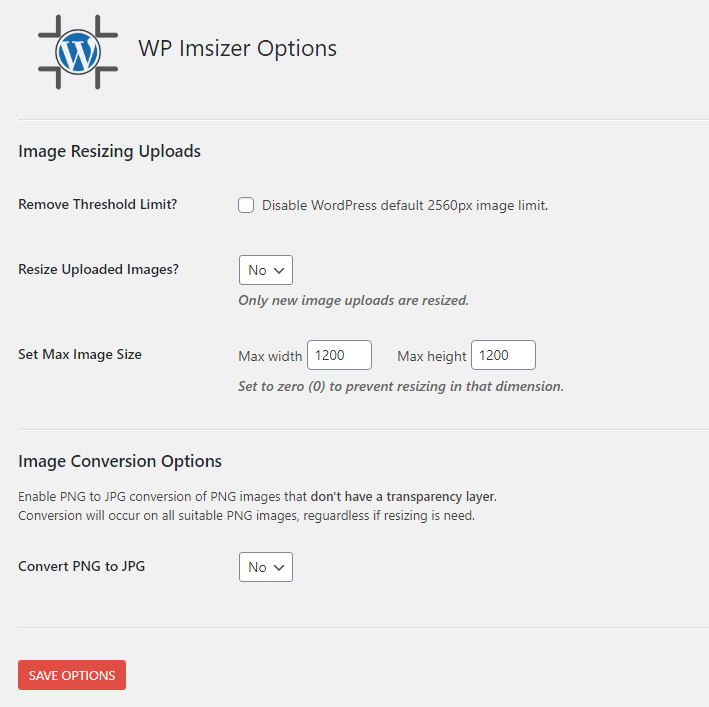 WP Imsizer Options
Image Resizing Uploads
Remove Threshold Limit? Disable WordPress default 2560px image limit.
Resize Uploaded Images? No
Only new image uploads are resized.
Set Max Image Size Max width 1200 Max height 1200
Set to zero (0) to prevent resizing in that dimension.
Image Conversion Options
Enable PNG to JPG conversion of PNG images that don't have a transparency layer.
Conversion will occur on all suitable PNG images, reguardless if resizing is need.
Convert PNG to JPG No
SAVE OPTIONS